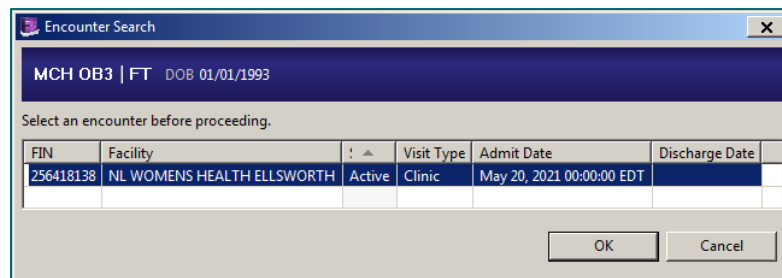 Encounter Search
MCH OB3 | FT DOB 01/01/1993
Select an encounter before proceeding.
FIN Facility Visit Type Admit Date Discharge Date
256418138 NL WOMENS HEALTH ELLSWORTH Active Clinic May 20, 2021 00:00:00 EDT
OK Cancel